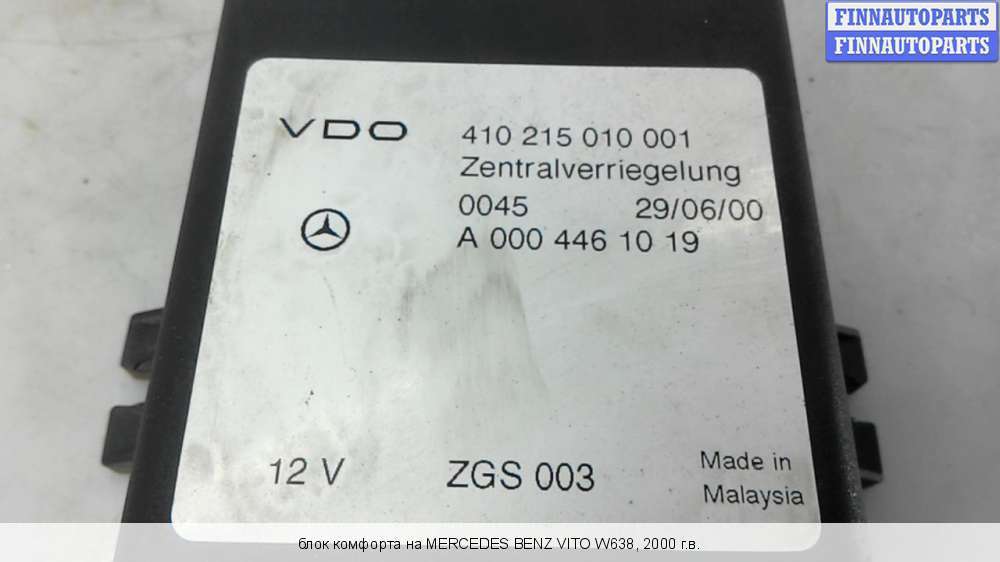 FINNAUTOPARTS
FINNAUTOPARTS
VDO 410 215 010 001
Zentralverriegelung
0045 29/06/00
A 000 446 10 19
12 V ZGS 003 Made in
Malaysia
блок комфорта на MERCEDES BENZ VITO W638, 2000 г.в.